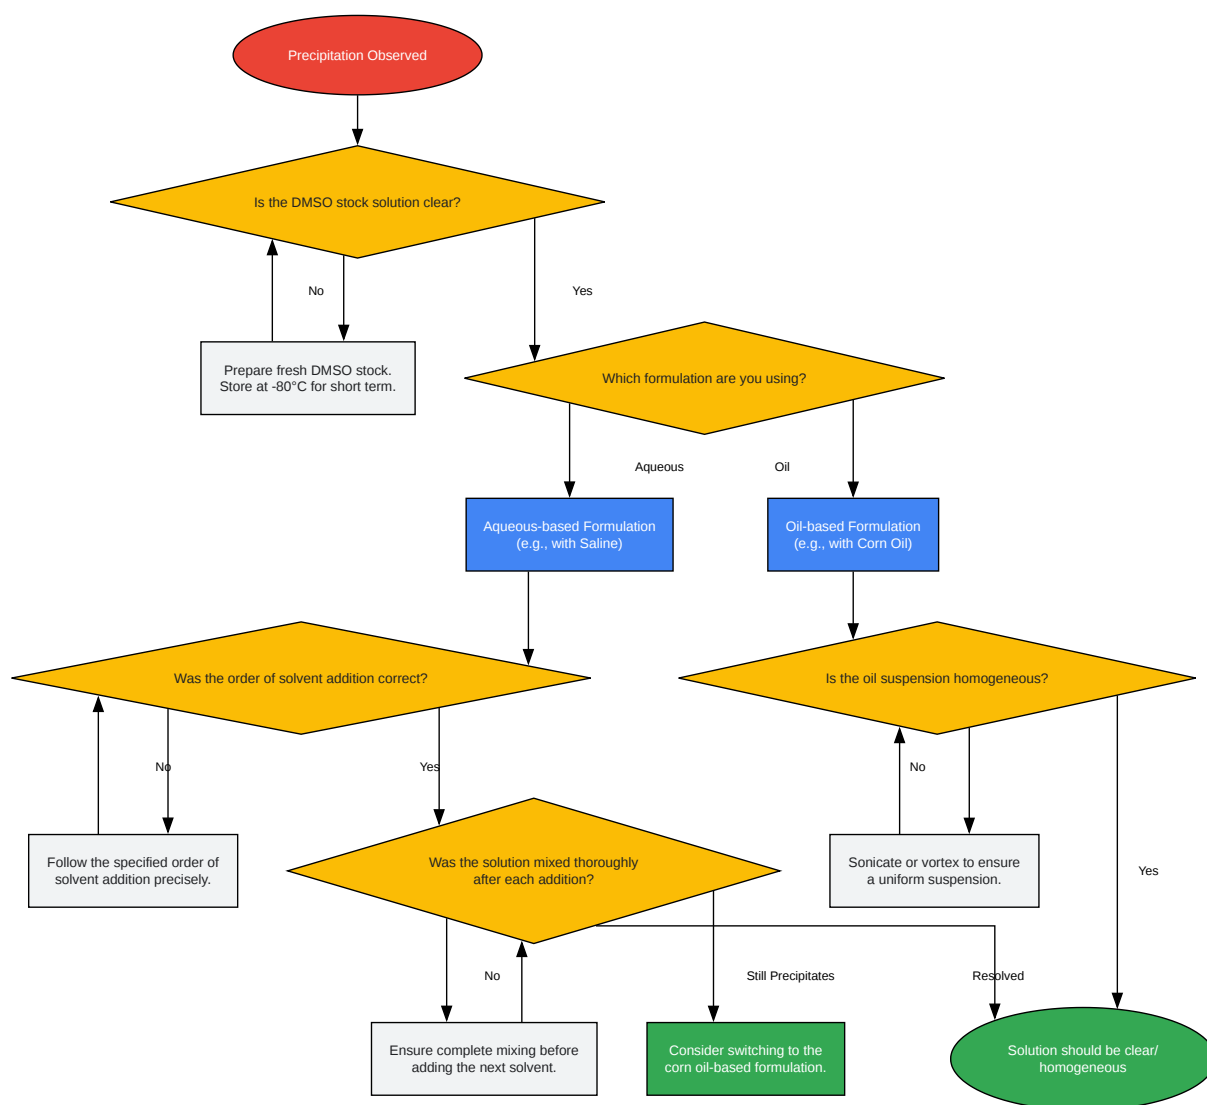 Precipitation Observed
Is the DMSO stock solution clear?
No
Yes
Prepare fresh DMSO stock.
Store at -80°C for short term.
Which formulation are you using?
Aqueous
Oil
Aqueous-based Formulation
(e.g., with Saline)
Oil-based Formulation
(e.g., with Corn Oil)
Was the order of solvent addition correct?
Is the oil suspension homogeneous?
No
Yes
No
Follow the specified order of
solvent addition precisely.
Was the solution mixed thoroughly
after each addition?
Sonicate or vortex to ensure
a uniform suspension.
Yes
No
Still Precipitates
Resolved
Ensure complete mixing before
adding the next solvent.
Consider switching to the
corn oil-based formulation.
Solution should be clear/
homogeneous